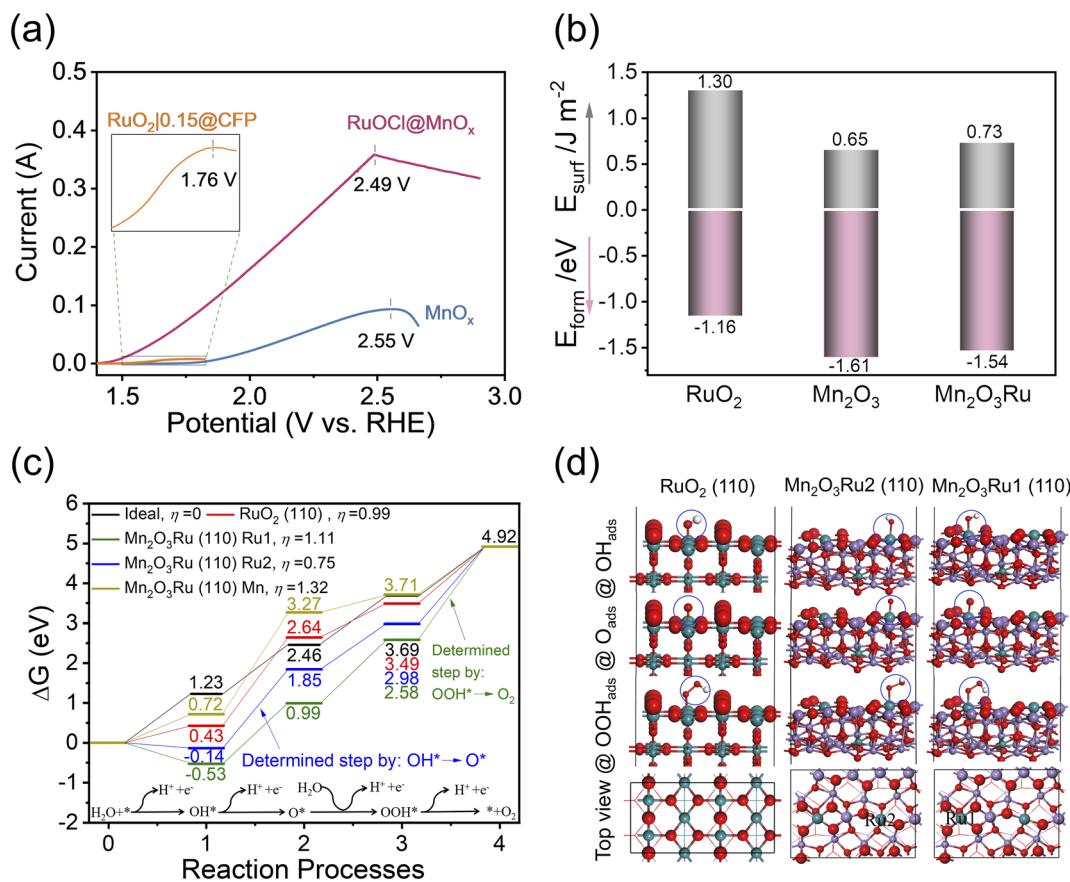 (a)
0.5
0.4
0.3
0.2
0.1
0.0
Current (A)
RuO₂|0.15@CFP
1.76 V
RuOCl@MnOₓ
2.49 V
MnOₓ
2.55 V
1.5
2.0
2.5
3.0
Potential (V vs. RHE)
(b)
1.5
1.0
0.5
0.0
-0.5
-1.0
-1.5
E_surf /J m⁻²
E_form /eV
1.30
0.65
0.73
-1.16
-1.61
-1.54
RuO₂
Mn₂O₃
Mn₂O₃Ru
(c)
6
5
4
3
2
1
0
-1
-2
ΔG (eV)
Ideal, η=0
RuO₂ (110) , η=0.99
Mn₂O₃Ru (110) Ru1, η=1.11
Mn₂O₃Ru (110) Ru2, η=0.75
Mn₂O₃Ru (110) Mn, η=1.32
4.92
3.71
3.27
2.64
2.46
1.85
0.99
1.23
0.72
0.43
-0.14
-0.53
3.69
3.49
2.98
2.58
Determined
step by:
OOH*→ O₂
Determined step by: OH*→ O*
H⁺+e⁻
H⁺+e⁻
H₂O
H⁺+e⁻
H⁺+e⁻
H₂O+*
OH*
O*
OOH*
*+O₂
0
1
2
3
4
Reaction Processes
(d)
RuO₂ (110)
Mn₂O₃Ru2 (110)
Mn₂O₃Ru1 (110)
Top view @ OOH_ads @ O_ads @ OH_ads
Ru2
Ru1